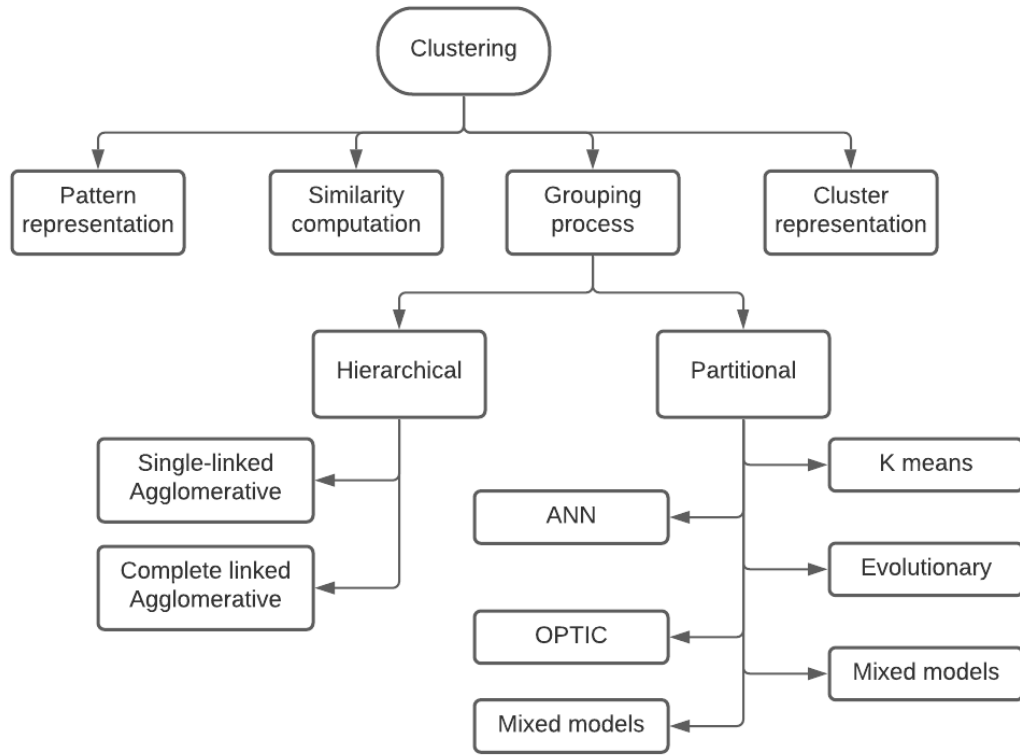 Clustering
Pattern
representation
Similarity
computation
Grouping
process
Cluster
representation
Hierarchical
Partitional
Single-linked
Agglomerative
Complete linked
Agglomerative
K means
ANN
Evolutionary
OPTIC
Mixed models
Mixed models